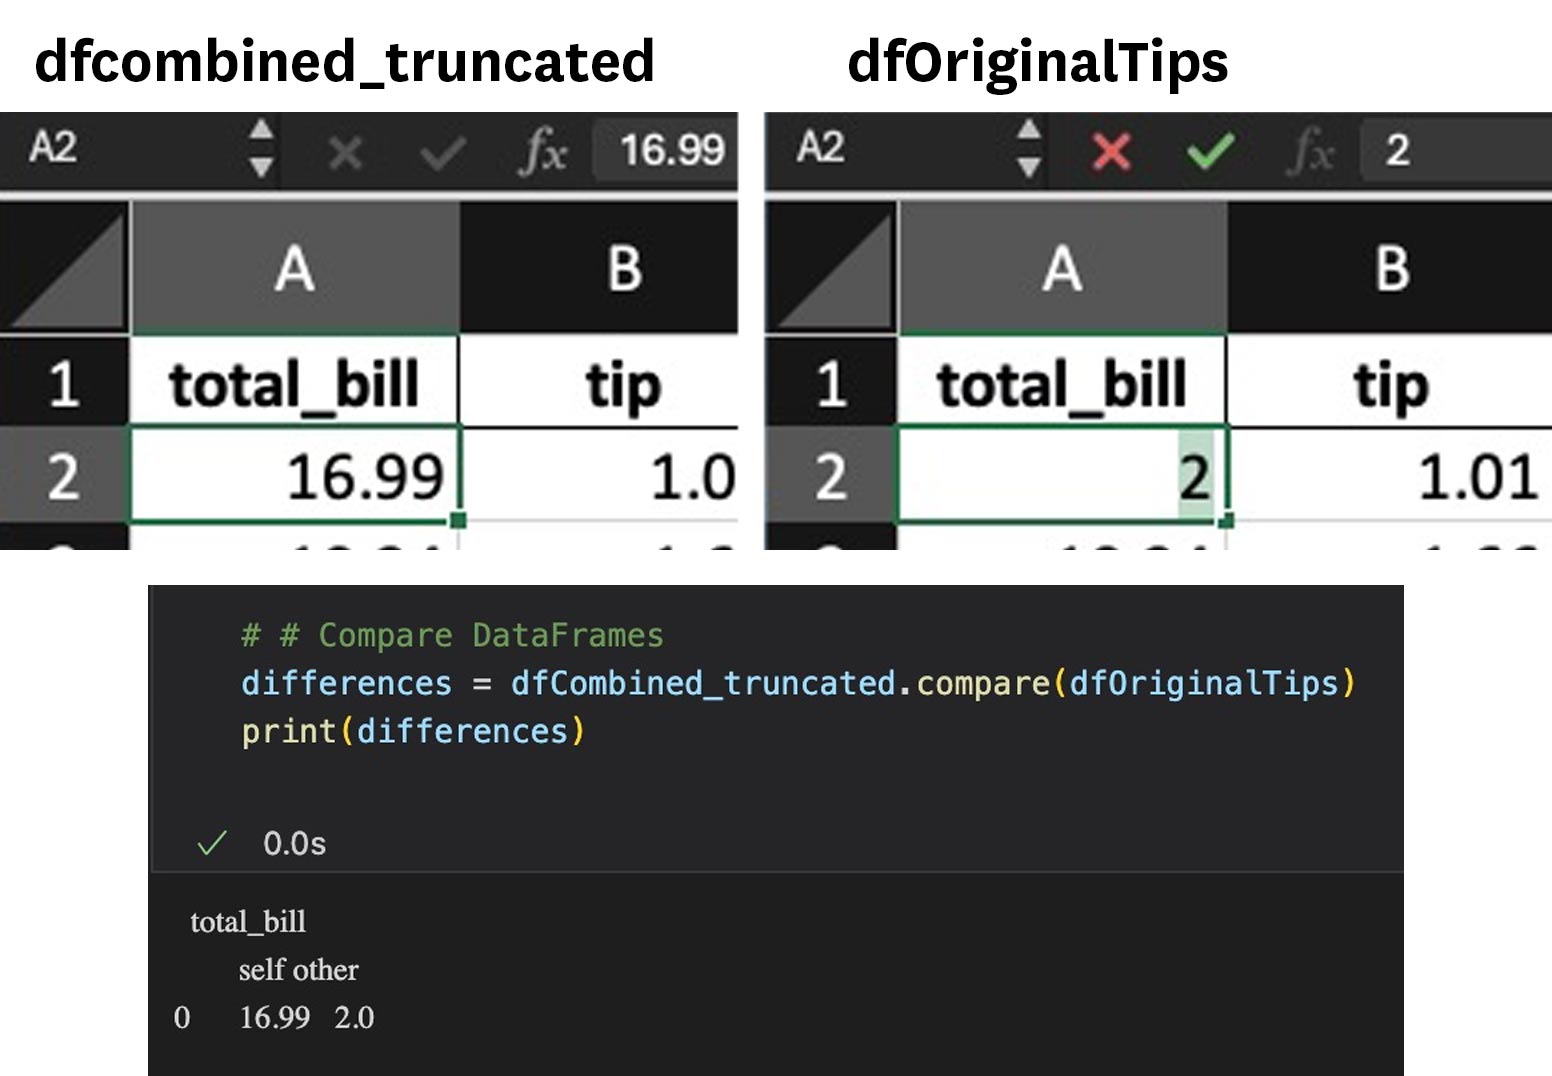 dfcombined_truncated
A2 fx 16.99
A B
1 total_bill tip
2 16.99 1.0
dfOriginalTips
A2 fx 2
A B
1 total_bill tip
2 2 1.01
# # Compare DataFrames
differences = dfCombined_truncated.compare(dfOriginalTips)
print(differences)
0.0s
total_bill
self other
0 16.99 2.0